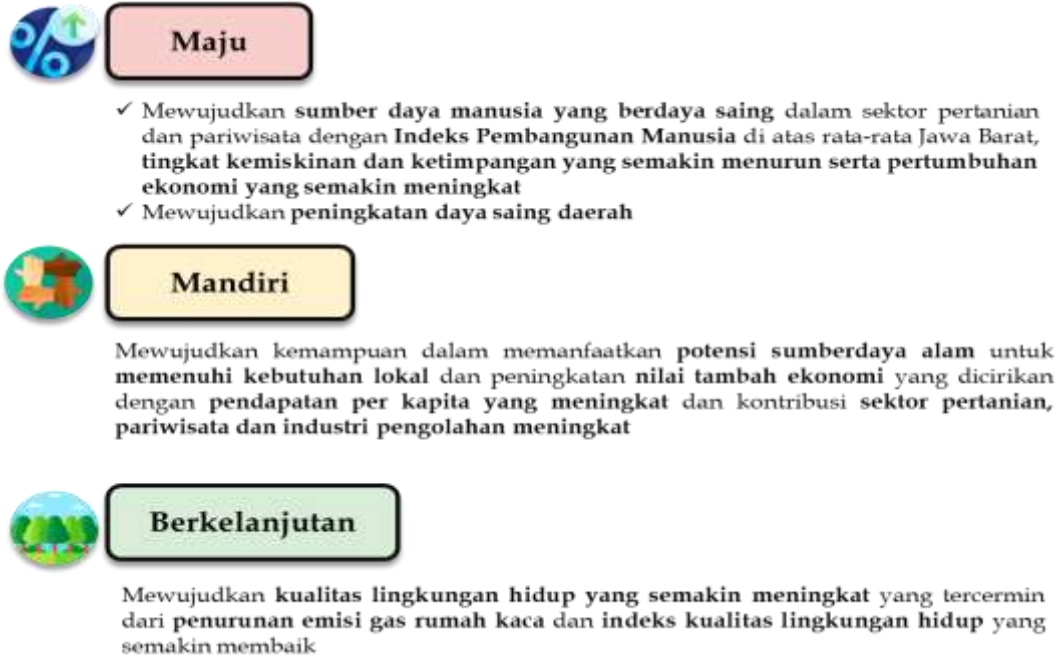 Maju
✓ Mewujudkan sumber daya manusia yang berdaya saing dalam sektor pertanian
dan pariwisata dengan Indeks Pembangunan Manusia di atas rata-rata Jawa Barat,
tingkat kemiskinan dan ketimpangan yang semakin menurun serta pertumbuhan
ekonomi yang semakin meningkat
✓ Mewujudkan peningkatan daya saing daerah
Mandiri
Mewujudkan kemampuan dalam memanfaatkan potensi sumberdaya alam untuk
memenuhi kebutuhan lokal dan peningkatan nilai tambah ekonomi yang dicirikan
dengan pendapatan per kapita yang meningkat dan kontribusi sektor pertanian,
pariwisata dan industri pengolahan meningkat
Berkelanjutan
Mewujudkan kualitas lingkungan hidup yang semakin meningkat yang tercermin
dari penurunan emisi gas rumah kaca dan indeks kualitas lingkungan hidup yang
semakin membaik